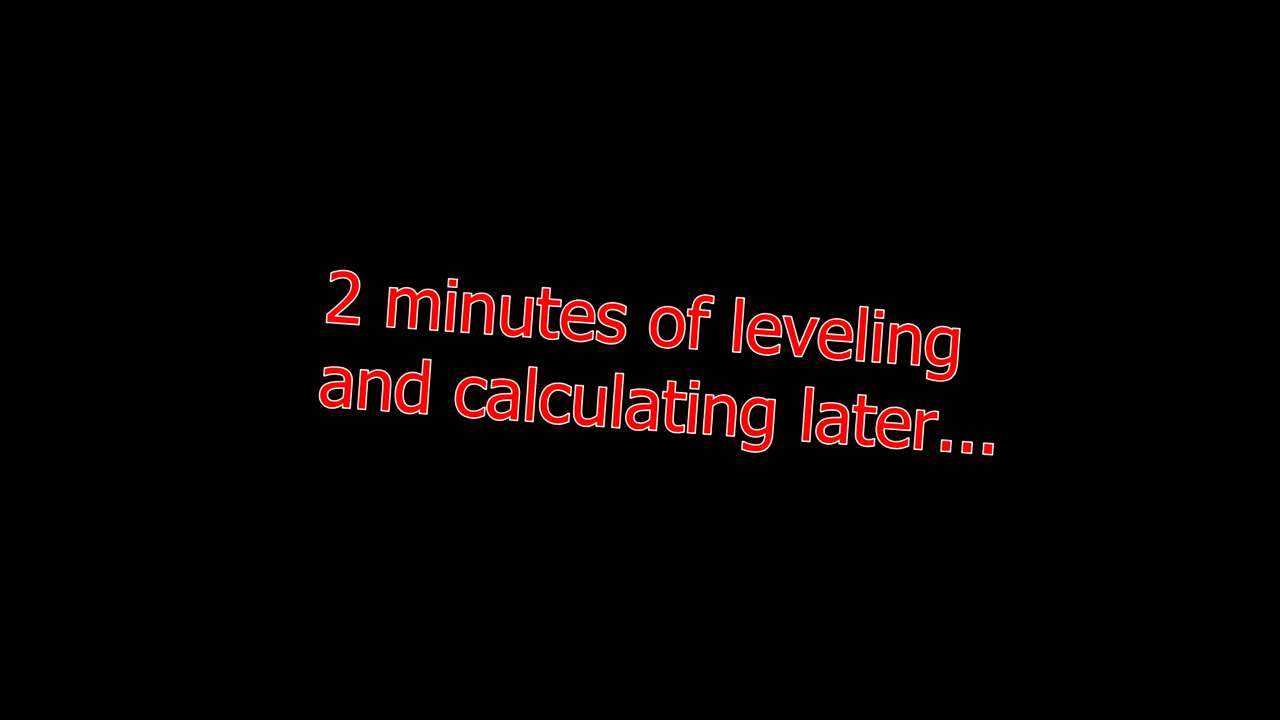 2 minutes of leveling
and calculating later...